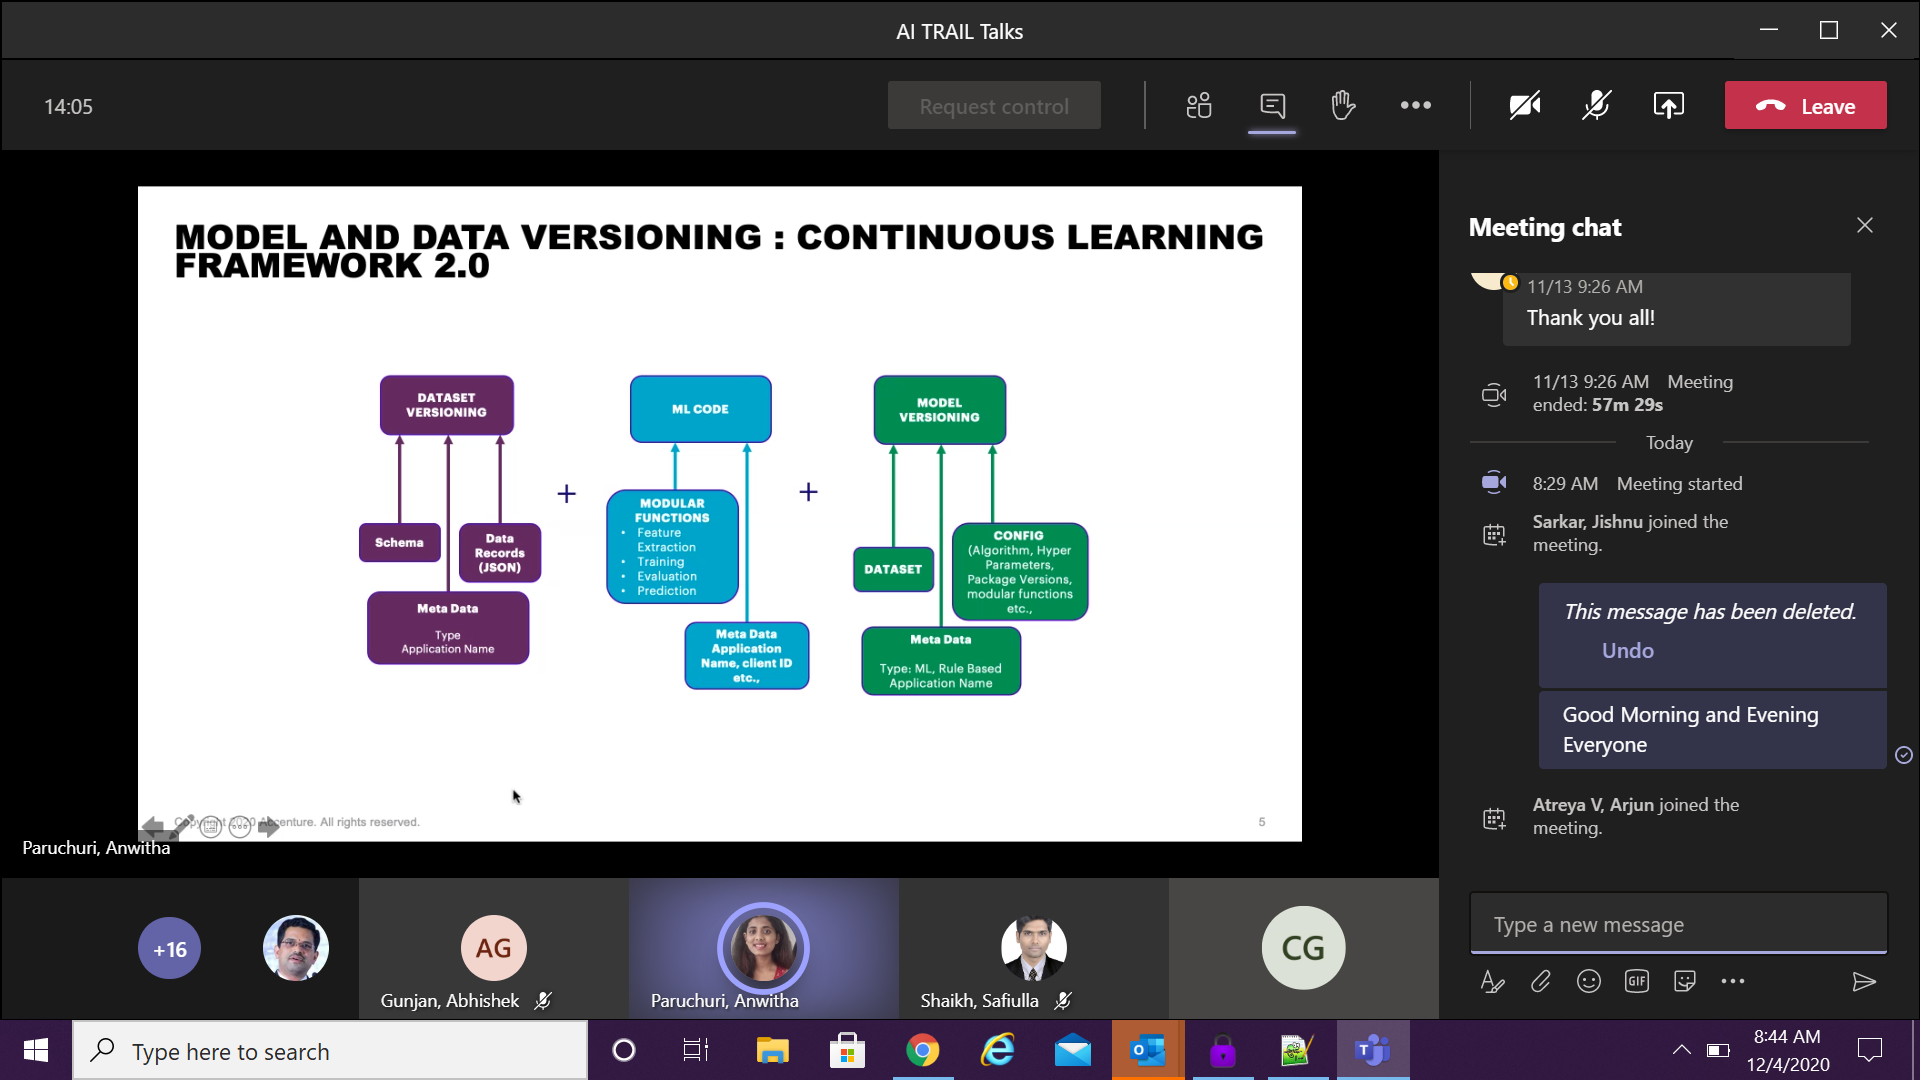 AI TRAIL Talks
14:05
Request control
Leave
MODEL AND DATA VERSIONING : CONTINUOUS LEARNING
FRAMEWORK 2.0
DATASET
VERSIONING
Schema
Data
Records
(JSON)
Meta Data
Type
Application Name
+
ML CODE
MODULAR
FUNCTIONS
• Feature
Extraction
• Training
• Evaluation
• Prediction
Meta Data
Application
Name, client ID
etc.,
+
MODEL
VERSIONING
DATASET
CONFIG
(Algorithm, Hyper
Parameters,
Package Versions,
modular functions
etc.,
Meta Data
Type: ML, Rule Based
Application Name
Copyright 2020 Accenture. All rights reserved.
5
Paruchuri, Anwitha
+16
AG
Gunjan, Abhishek
Paruchuri, Anwitha
Shaikh, Safiulla
CG
Meeting chat
11/13 9:26 AM
Thank you all!
11/13 9:26 AM Meeting
ended: 57m 29s
Today
8:29 AM Meeting started
Sarkar, Jishnu joined the
meeting.
This message has been deleted.
Undo
Good Morning and Evening
Everyone
Atreya V, Arjun joined the
meeting.
Type a new message
GIF
Type here to search
8:44 AM
12/4/2020